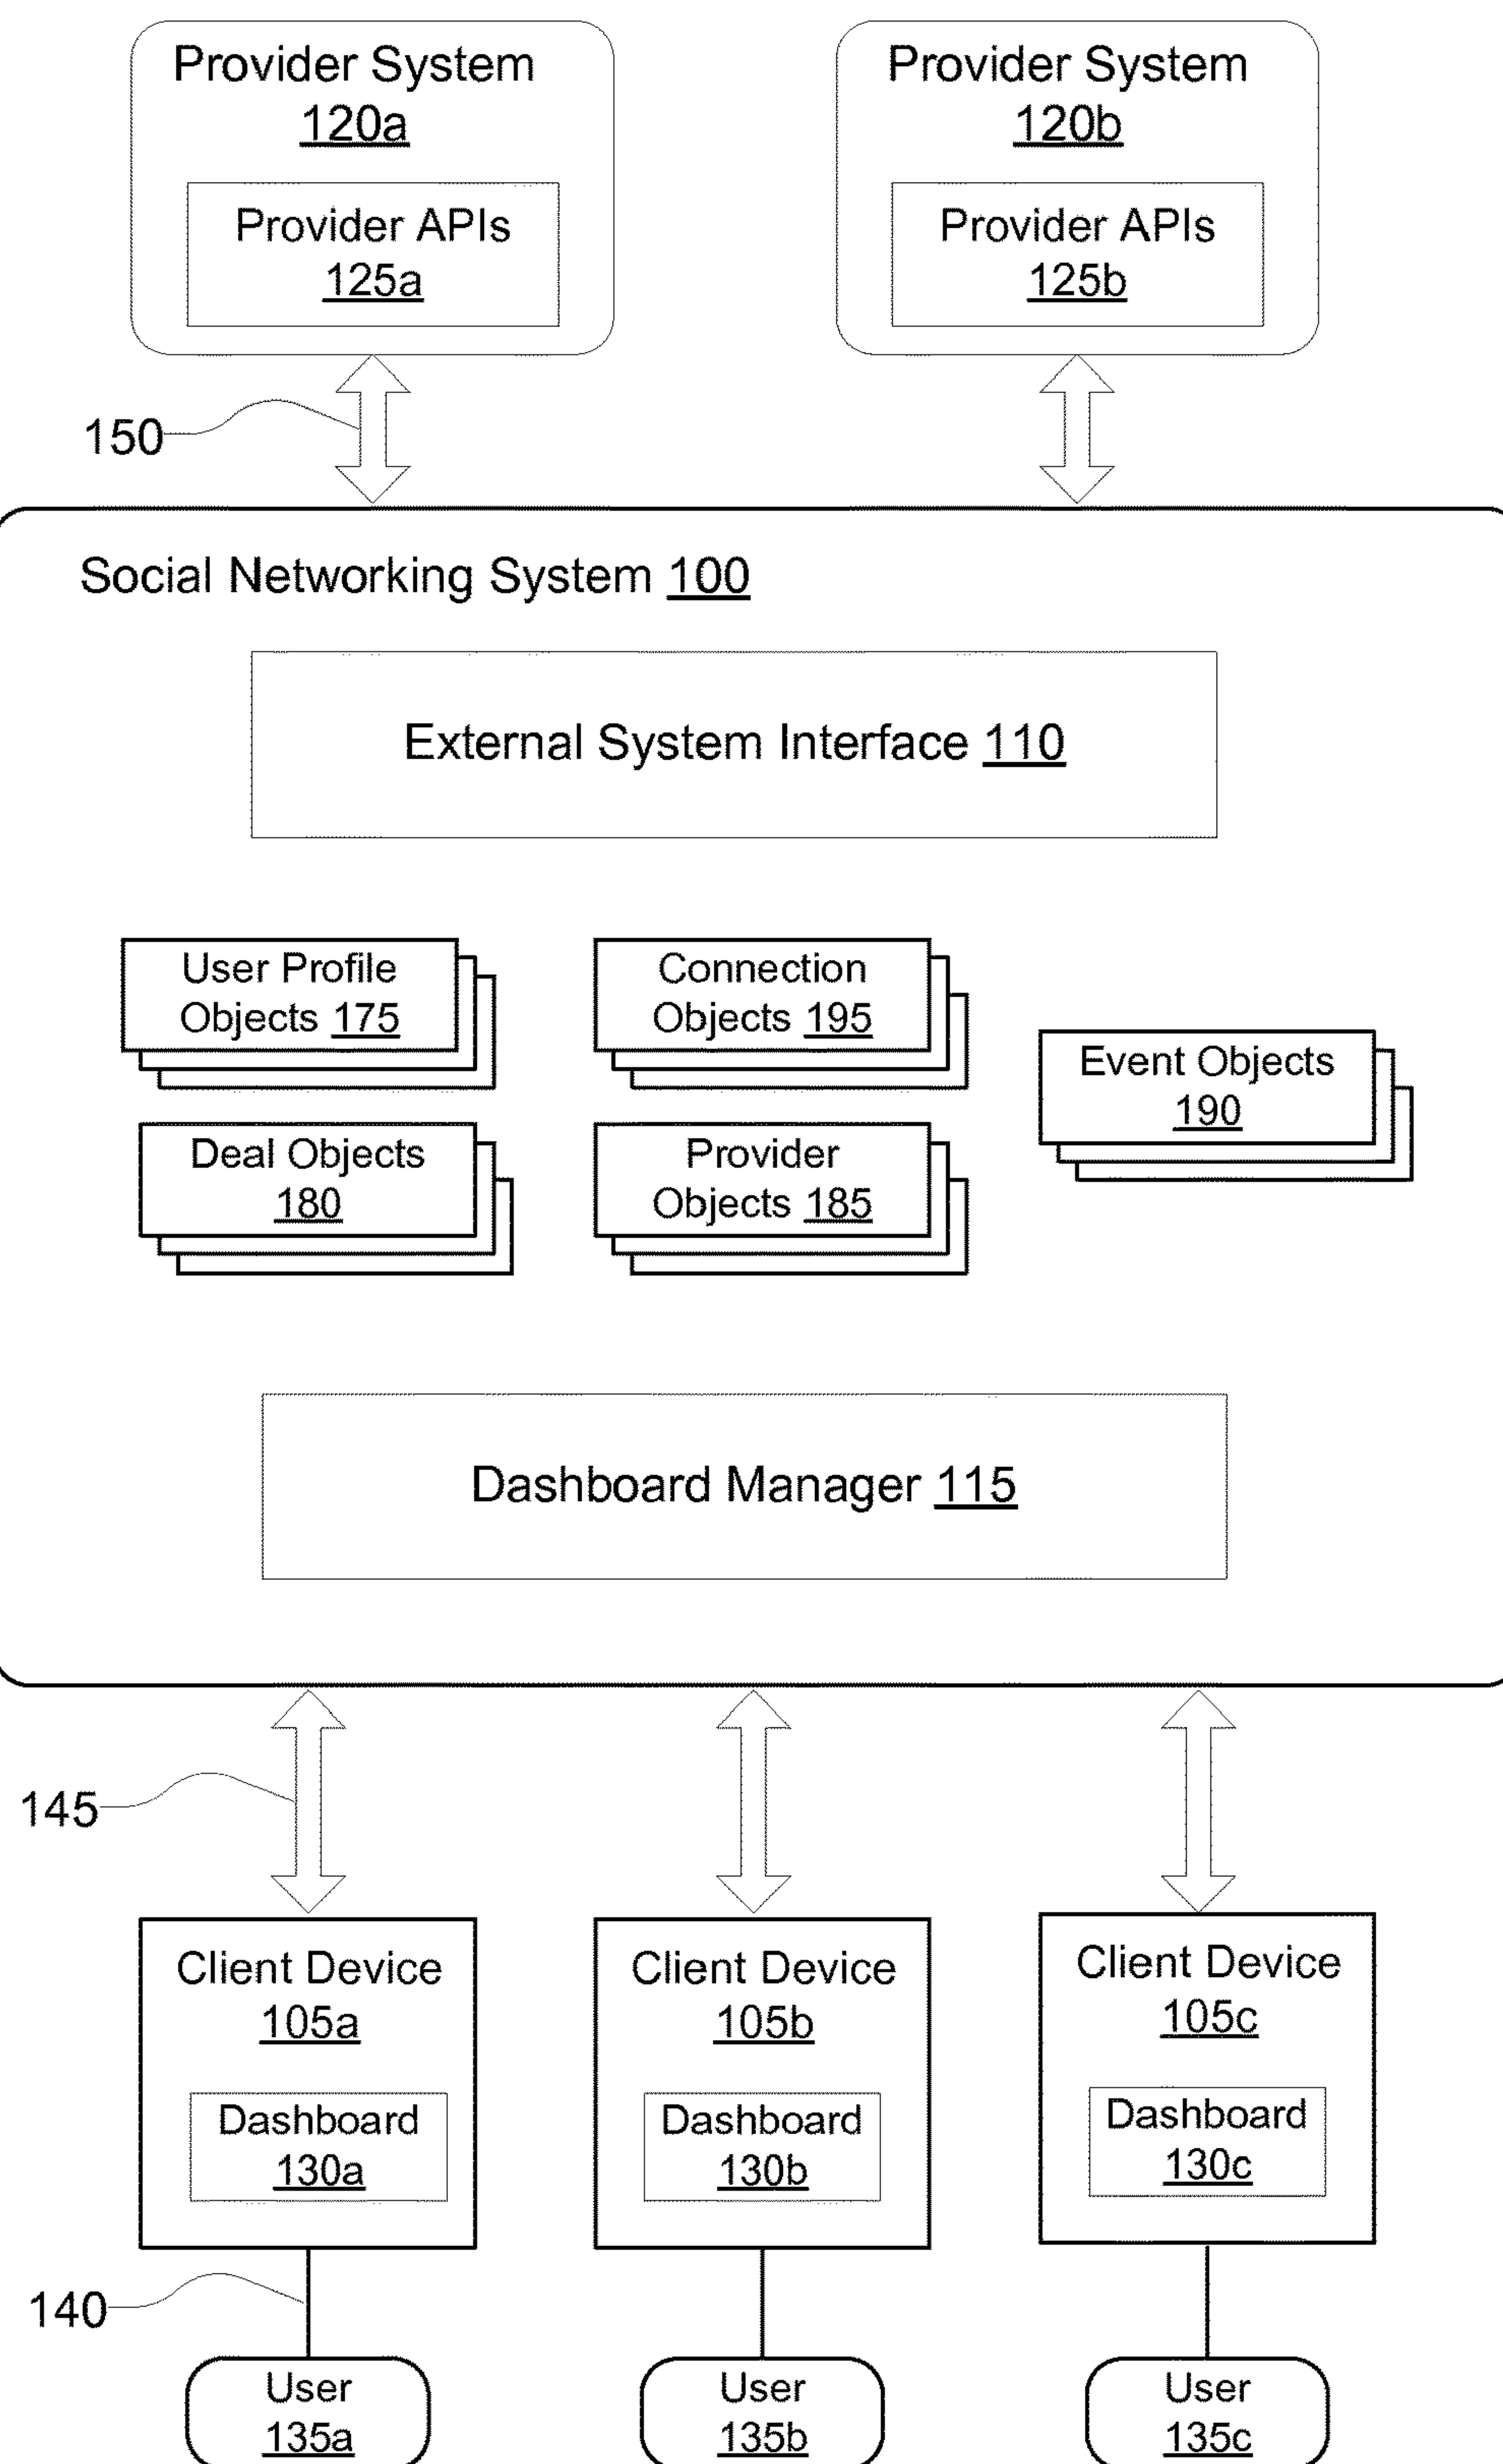 Provider System
120a
Provider APIs
125a
Provider System
120b
Provider APIs
125b
150
Social Networking System 100
External System Interface 110
User Profile
Objects 175
Connection
Objects 195
Event Objects
190
Deal Objects
180
Provider
Objects 185
Dashboard Manager 115
145
Client Device
105a
Dashboard
130a
Client Device
105b
Dashboard
130b
Client Device
105c
Dashboard
130c
140
User
135a
User
135b
User
135c